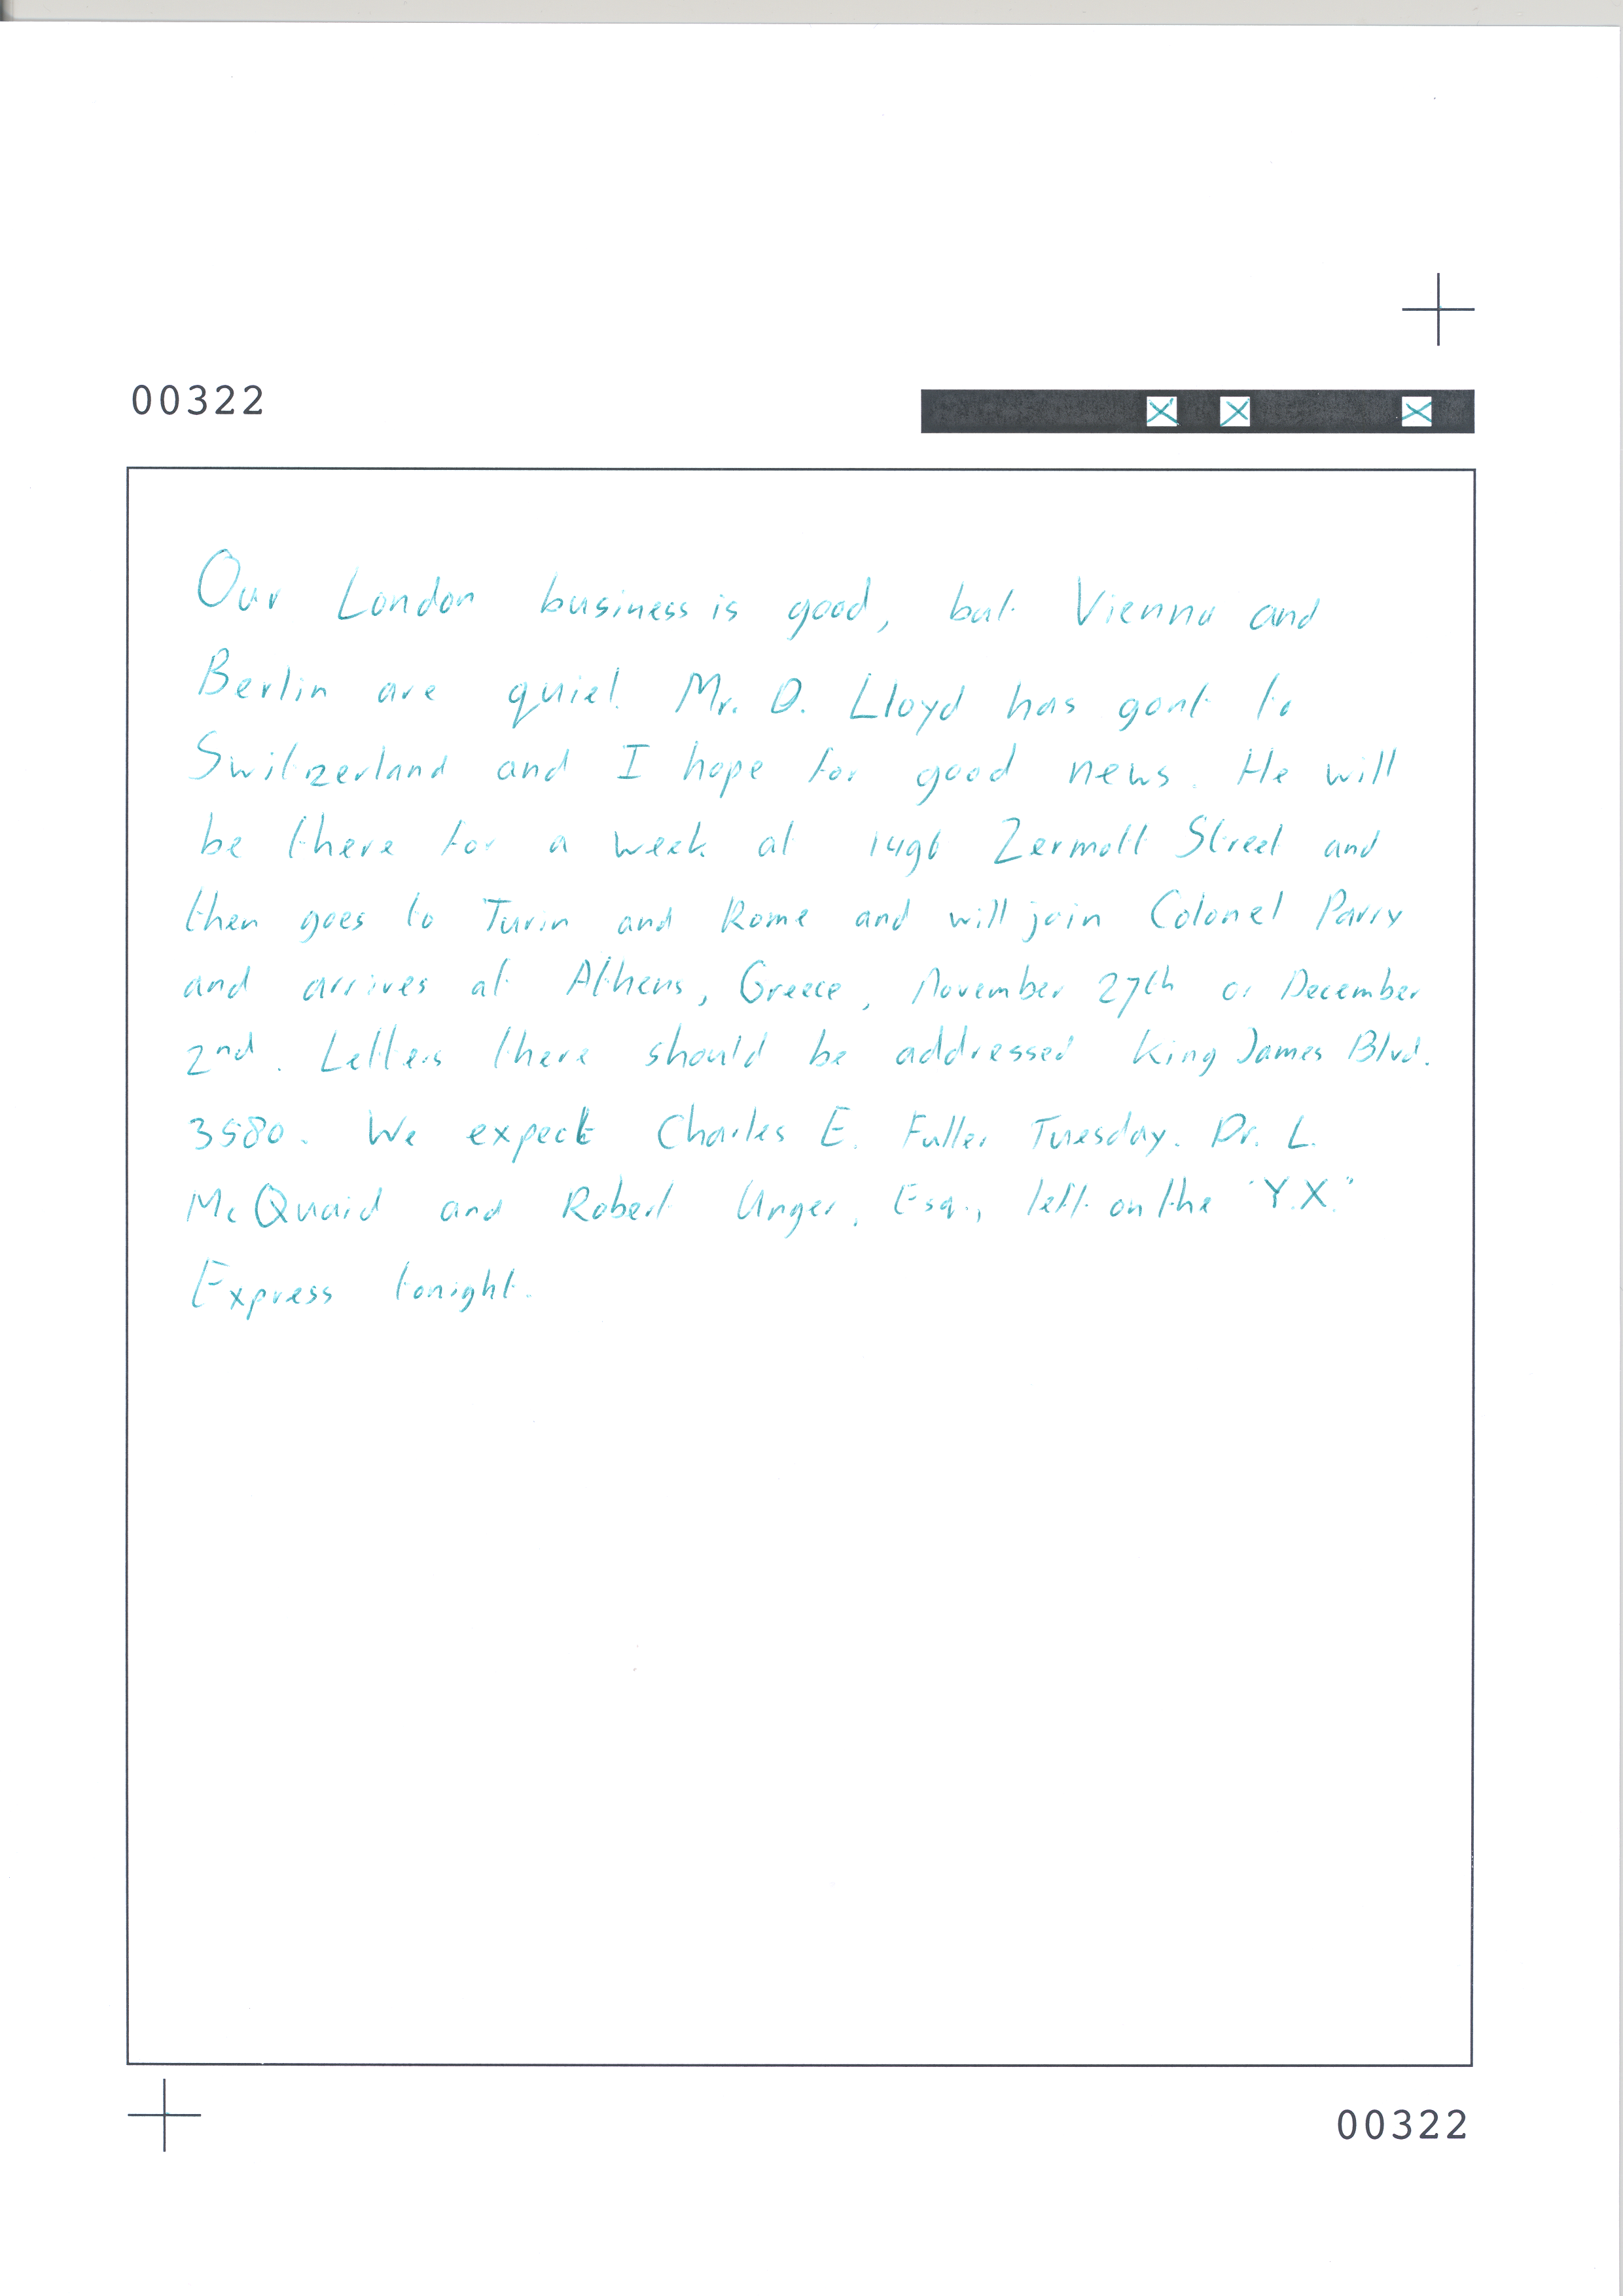 00322
Our London business is good, but Vienna and
Berlin are quiet. Mr. D. Lloyd has gone to
Switzerland and I hope for good news. He will
be there for a week at 1496 Zermott Street and
then goes to Turin and Rome and will join Colonel Parry
and arrives at Athens, Greece, November 27th or December
2nd. Letters there should be addressed King James Blvd.
3580. We expect Charles E. Fuller Tuesday. Dr. L.
McQuaid and Robert Unger, Esq., left on the "Y.X."
Express tonight.
00322